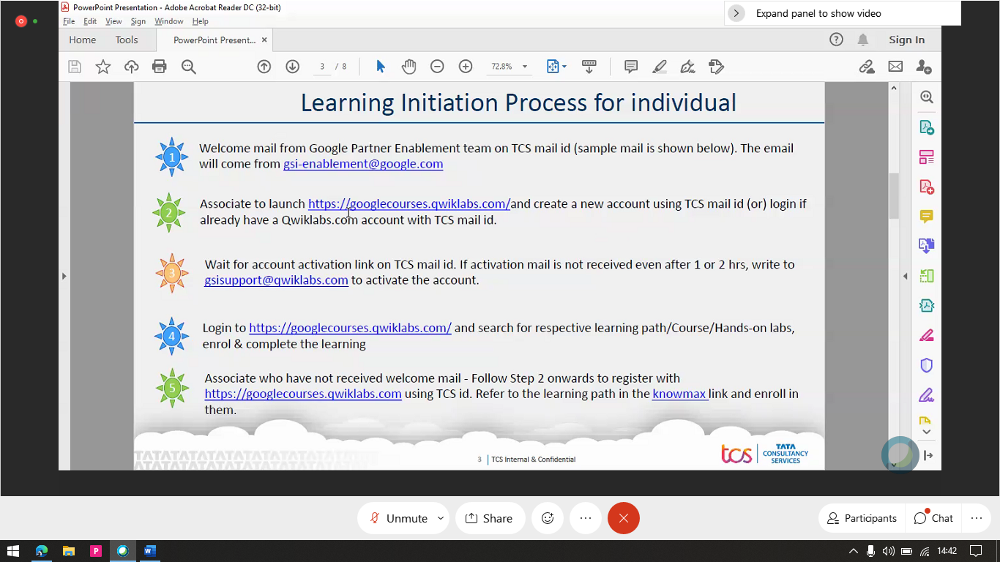 PowerPoint Presentation - Adobe Acrobat Reader DC (32-bit)
Expand panel to show video
File Edit View Sign Window Help
Home Tools PowerPoint Present... ×
Sign In
3 / 8 72.8%
Learning Initiation Process for individual
1
Welcome mail from Google Partner Enablement team on TCS mail id (sample mail is shown below). The email
will come from gsi-enablement@google.com
2
Associate to launch https://googlecourses.qwiklabs.com/and create a new account using TCS mail id (or) login if
already have a Qwiklabs.com account with TCS mail id.
3
Wait for account activation link on TCS mail id. If activation mail is not received even after 1 or 2 hrs, write to
gsisupport@qwiklabs.com to activate the account.
4
Login to https://googlecourses.qwiklabs.com/ and search for respective learning path/Course/Hands-on labs,
enrol & complete the learning
5
Associate who have not received welcome mail - Follow Step 2 onwards to register with
https://googlecourses.qwiklabs.com using TCS id. Refer to the learning path in the knowmax link and enroll in
them.
3 | TCS Internal & Confidential
tcs
TATA
CONSULTANCY
SERVICES
Unmute Share Participants Chat
14:42